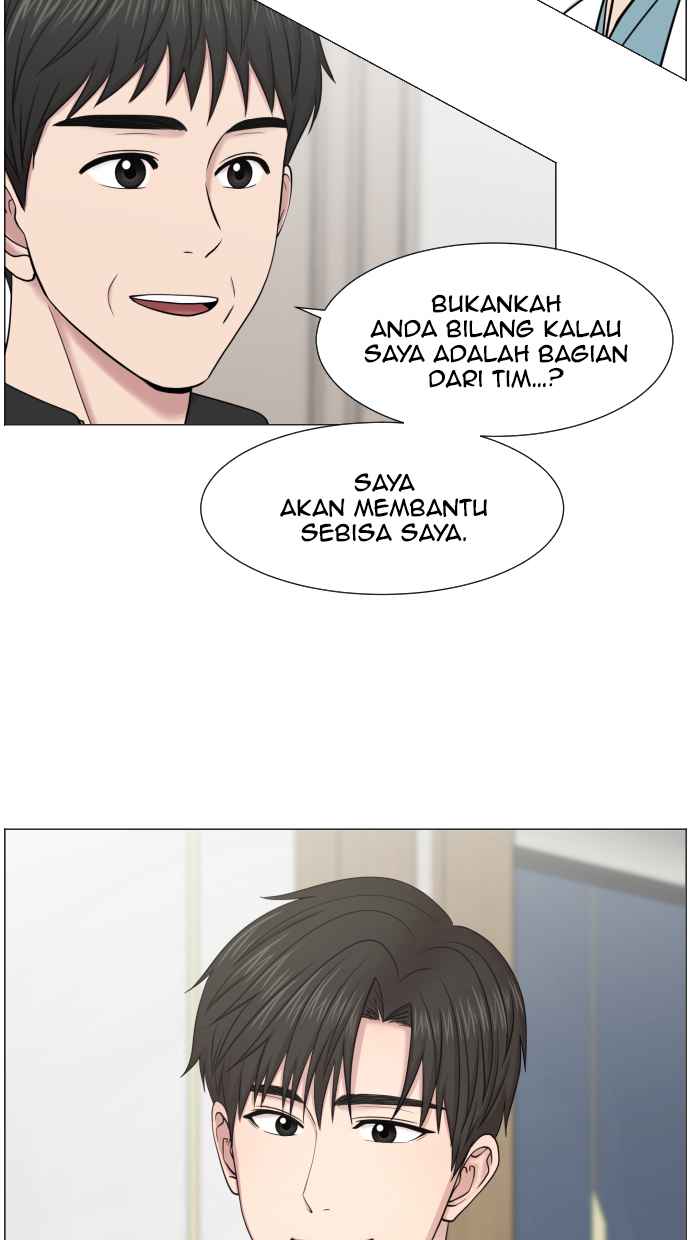 BUKANKAH
ANDA BILANG KALAU
SAYA ADALAH BAGIAN
DARI TIM...?
SAYA
AKAN MEMBANTU
SEBISA SAYA.